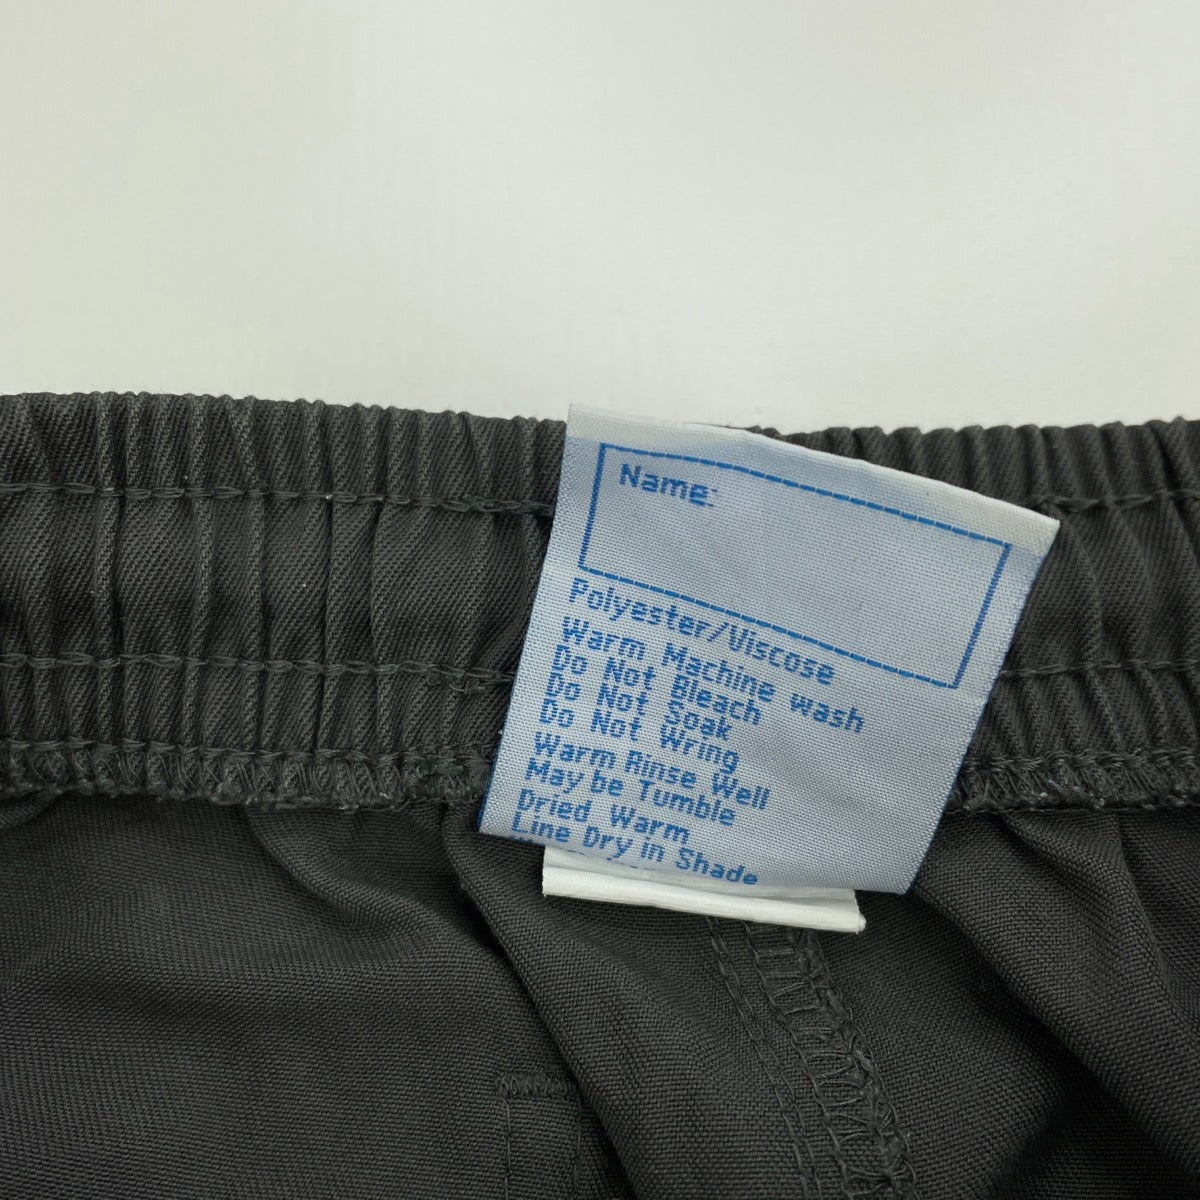 Name:
Polyester/Viscose
Warm Machine wash
Do Not Bleach
Do Not Soak
Do Not Wring
Warm Rinse Well
May be Tumble
Dried Warm
Line Dry in Shade